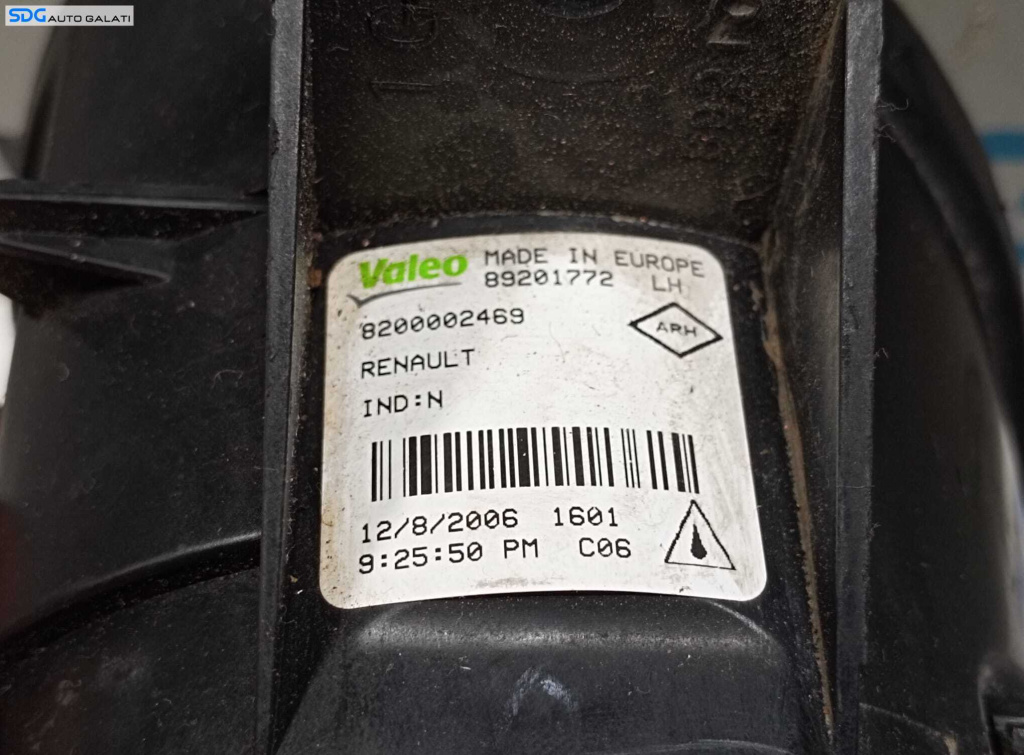 SDG AUTO GALATI
Valeo MADE IN EUROPE
89201772 LH
8200002469
ARH
RENAULT
IND:N
12/8/2006 1601
9:25:50 PM C06